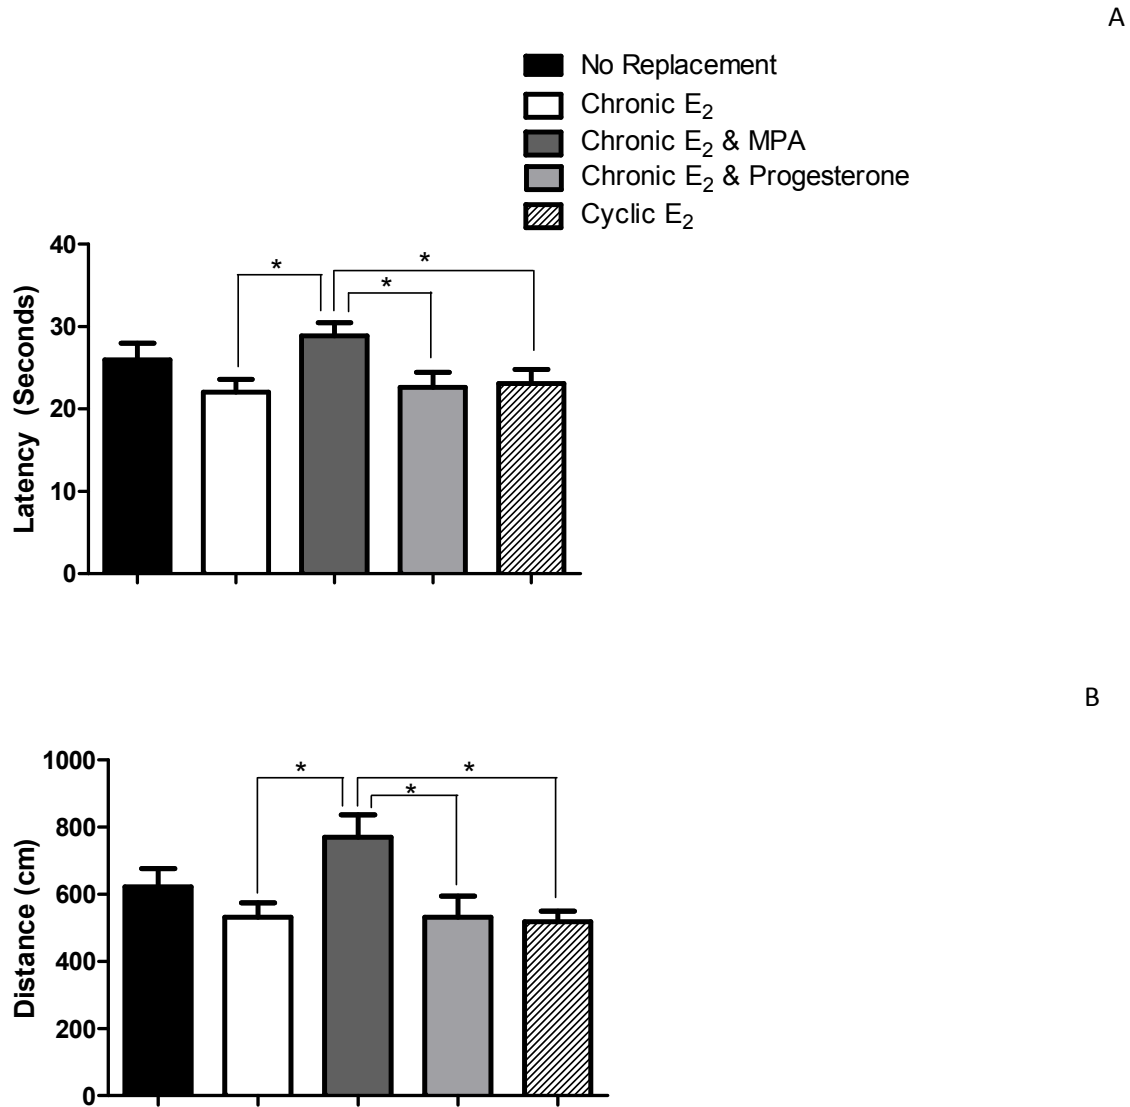 A
No Replacement
Chronic E₂
Chronic E₂ & MPA
Chronic E₂ & Progesterone
Cyclic E₂
40
30
20
10
0
Latency (Seconds)
*
*
*
B
1000
800
600
400
200
0
Distance (cm)
*
*
*